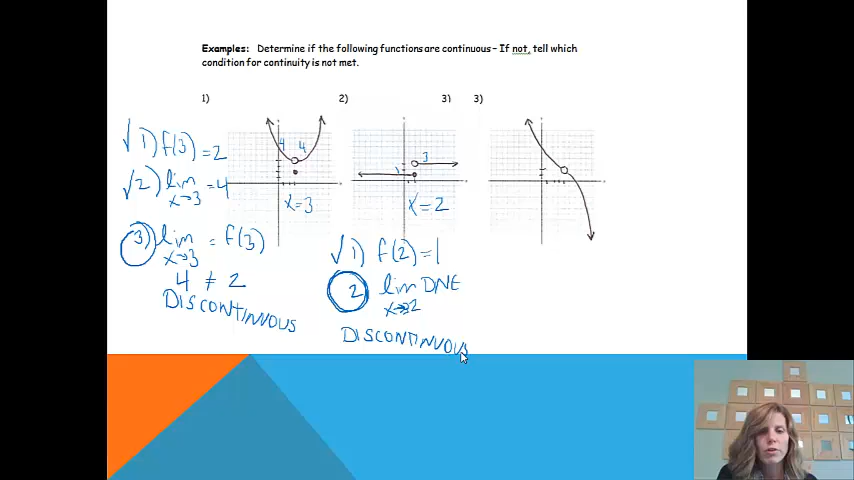 Examples: Determine if the following functions are continuous – If not, tell which
condition for continuity is not met.
1) 2) 3) 3)
√ 1) f(3) = 2
√ 2) lim x→3 = 4
3) lim x→3 = f(3)
4 ≠ 2
DISCONTINUOUS
4 4
x = 3
1 3
x = 2
√ 1) f(2) = 1
2 lim x→2 DNE
DISCONTINUOUS